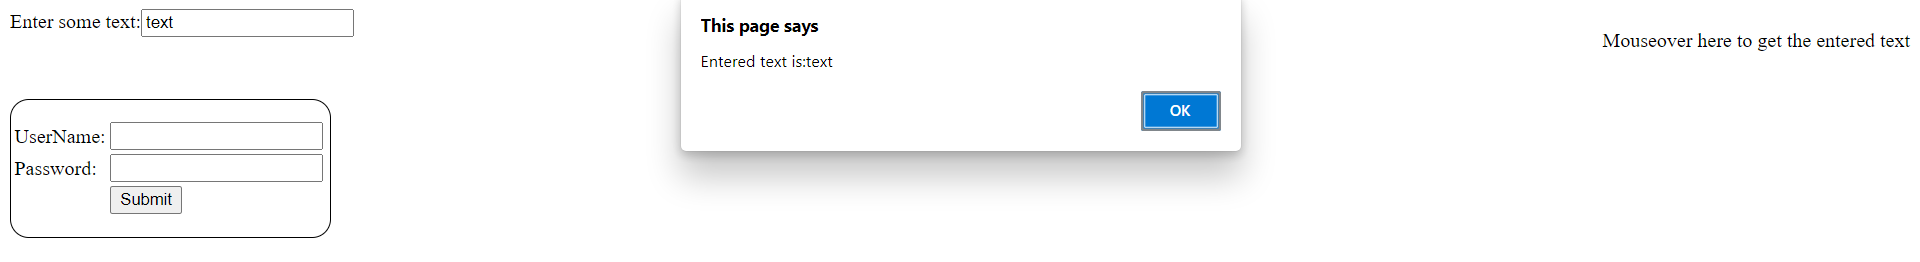 Enter some text: text
This page says
Entered text is:text
OK
Mouseover here to get the entered text
UserName:
Password:
Submit